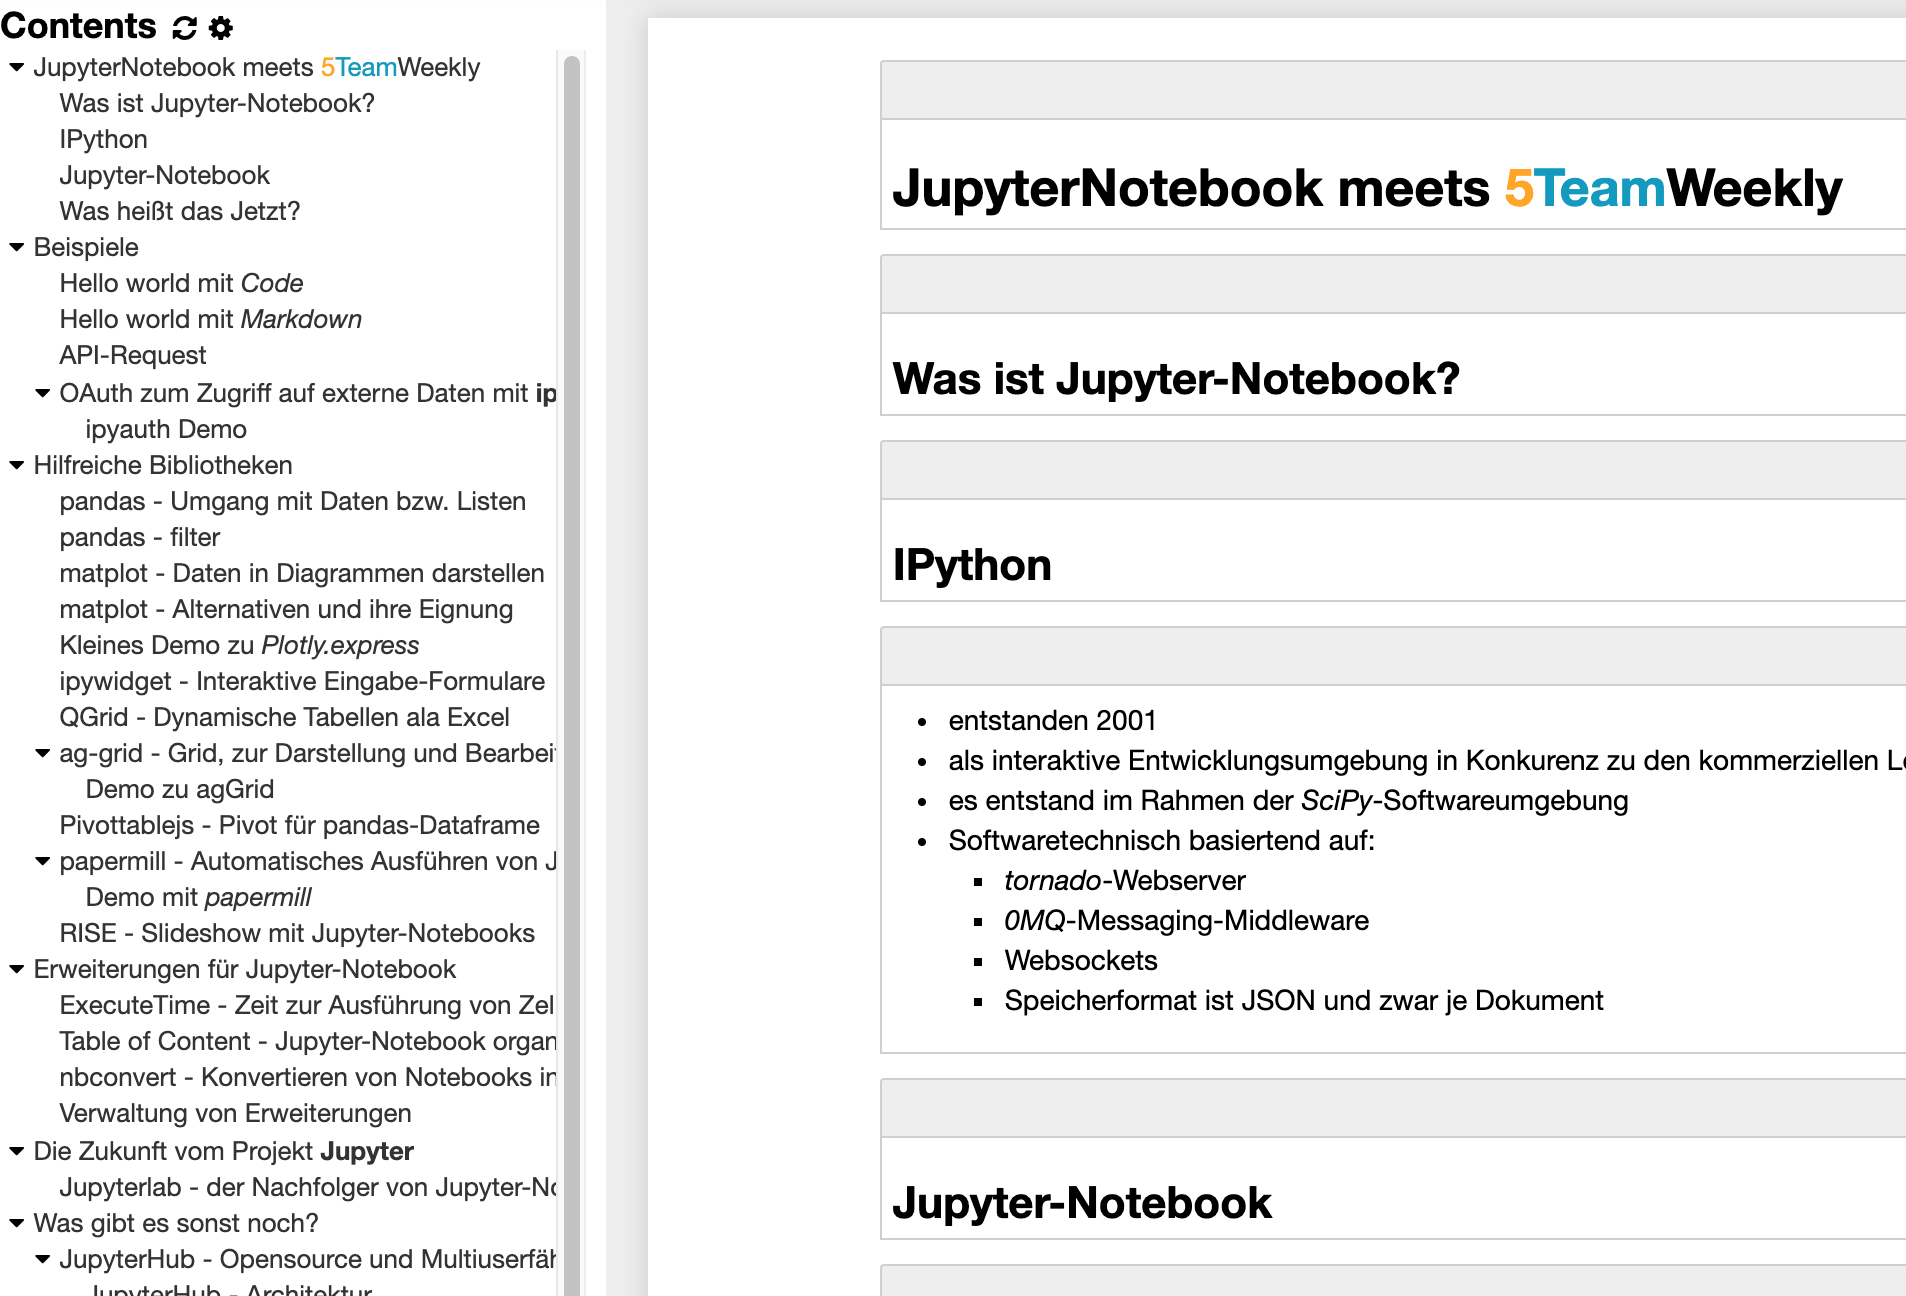 Contents
JupyterNotebook meets 5TeamWeekly
Was ist Jupyter-Notebook?
IPython
Jupyter-Notebook
Was heißt das Jetzt?
Beispiele
Hello world mit Code
Hello world mit Markdown
API-Request
OAuth zum Zugriff auf externe Daten mit ip
ipyauth Demo
Hilfreiche Bibliotheken
pandas - Umgang mit Daten bzw. Listen
pandas - filter
matplot - Daten in Diagrammen darstellen
matplot - Alternativen und ihre Eignung
Kleines Demo zu Plotly.express
ipywidget - Interaktive Eingabe-Formulare
QGrid - Dynamische Tabellen ala Excel
ag-grid - Grid, zur Darstellung und Bearbei
Demo zu agGrid
Pivottablejs - Pivot für pandas-Dataframe
papermill - Automatisches Ausführen von J
Demo mit papermill
RISE - Slideshow mit Jupyter-Notebooks
Erweiterungen für Jupyter-Notebook
ExecuteTime - Zeit zur Ausführung von Zel
Table of Content - Jupyter-Notebook organ
nbconvert - Konvertieren von Notebooks in
Verwaltung von Erweiterungen
Die Zukunft vom Projekt Jupyter
Jupyterlab - der Nachfolger von Jupyter-No
Was gibt es sonst noch?
JupyterHub - Opensource und Multiuserfäh
JupyterHub - Architektur
JupyterNotebook meets 5TeamWeekly
Was ist Jupyter-Notebook?
IPython
• entstanden 2001
• als interaktive Entwicklungsumgebung in Konkurenz zu den kommerziellen Lö
• es entstand im Rahmen der SciPy-Softwareumgebung
• Softwaretechnisch basiertend auf:
▪ tornado-Webserver
▪ 0MQ-Messaging-Middleware
▪ Websockets
▪ Speicherformat ist JSON und zwar je Dokument
Jupyter-Notebook